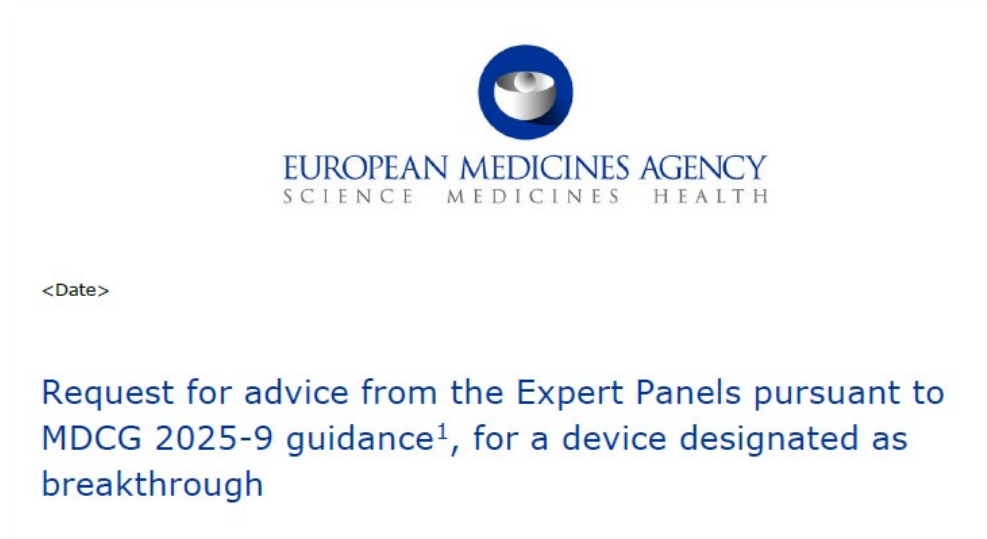 EUROPEAN MEDICINES AGENCY
SCIENCE MEDICINES HEALTH
<Date>
Request for advice from the Expert Panels pursuant to
MDCG 2025-9 guidance¹, for a device designated as
breakthrough